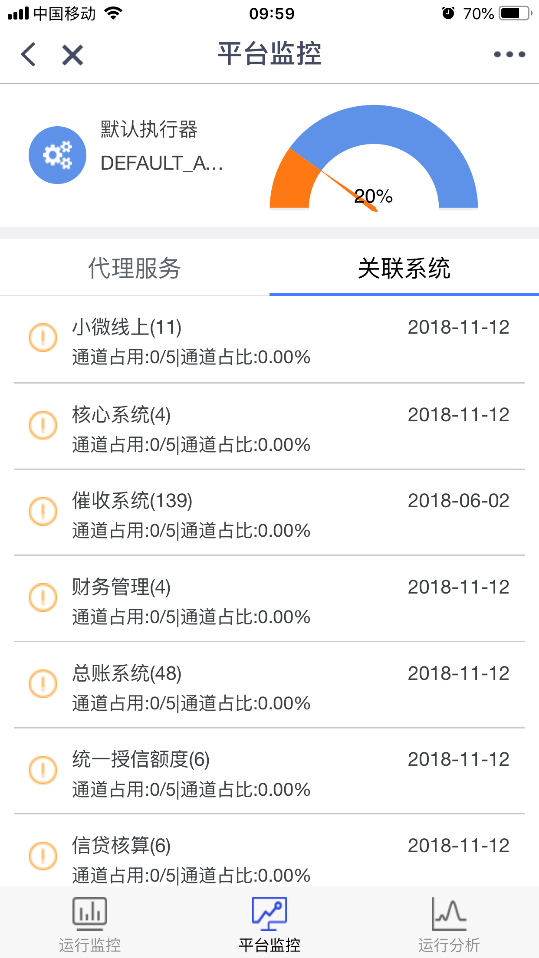 中国移动 09:59 70%
平台监控
默认执行器
DEFAULT_A...
20%
代理服务 关联系统
小微线上(11) 2018-11-12
通道占用:0/5|通道占比:0.00%
核心系统(4) 2018-11-12
通道占用:0/5|通道占比:0.00%
催收系统(139) 2018-06-02
通道占用:0/5|通道占比:0.00%
财务管理(4) 2018-11-12
通道占用:0/5|通道占比:0.00%
总账系统(48) 2018-11-12
通道占用:0/5|通道占比:0.00%
统一授信额度(6) 2018-11-12
通道占用:0/5|通道占比:0.00%
信贷核算(6) 2018-11-12
通道占用:0/5|通道占比:0.00%
运行监控 平台监控 运行分析